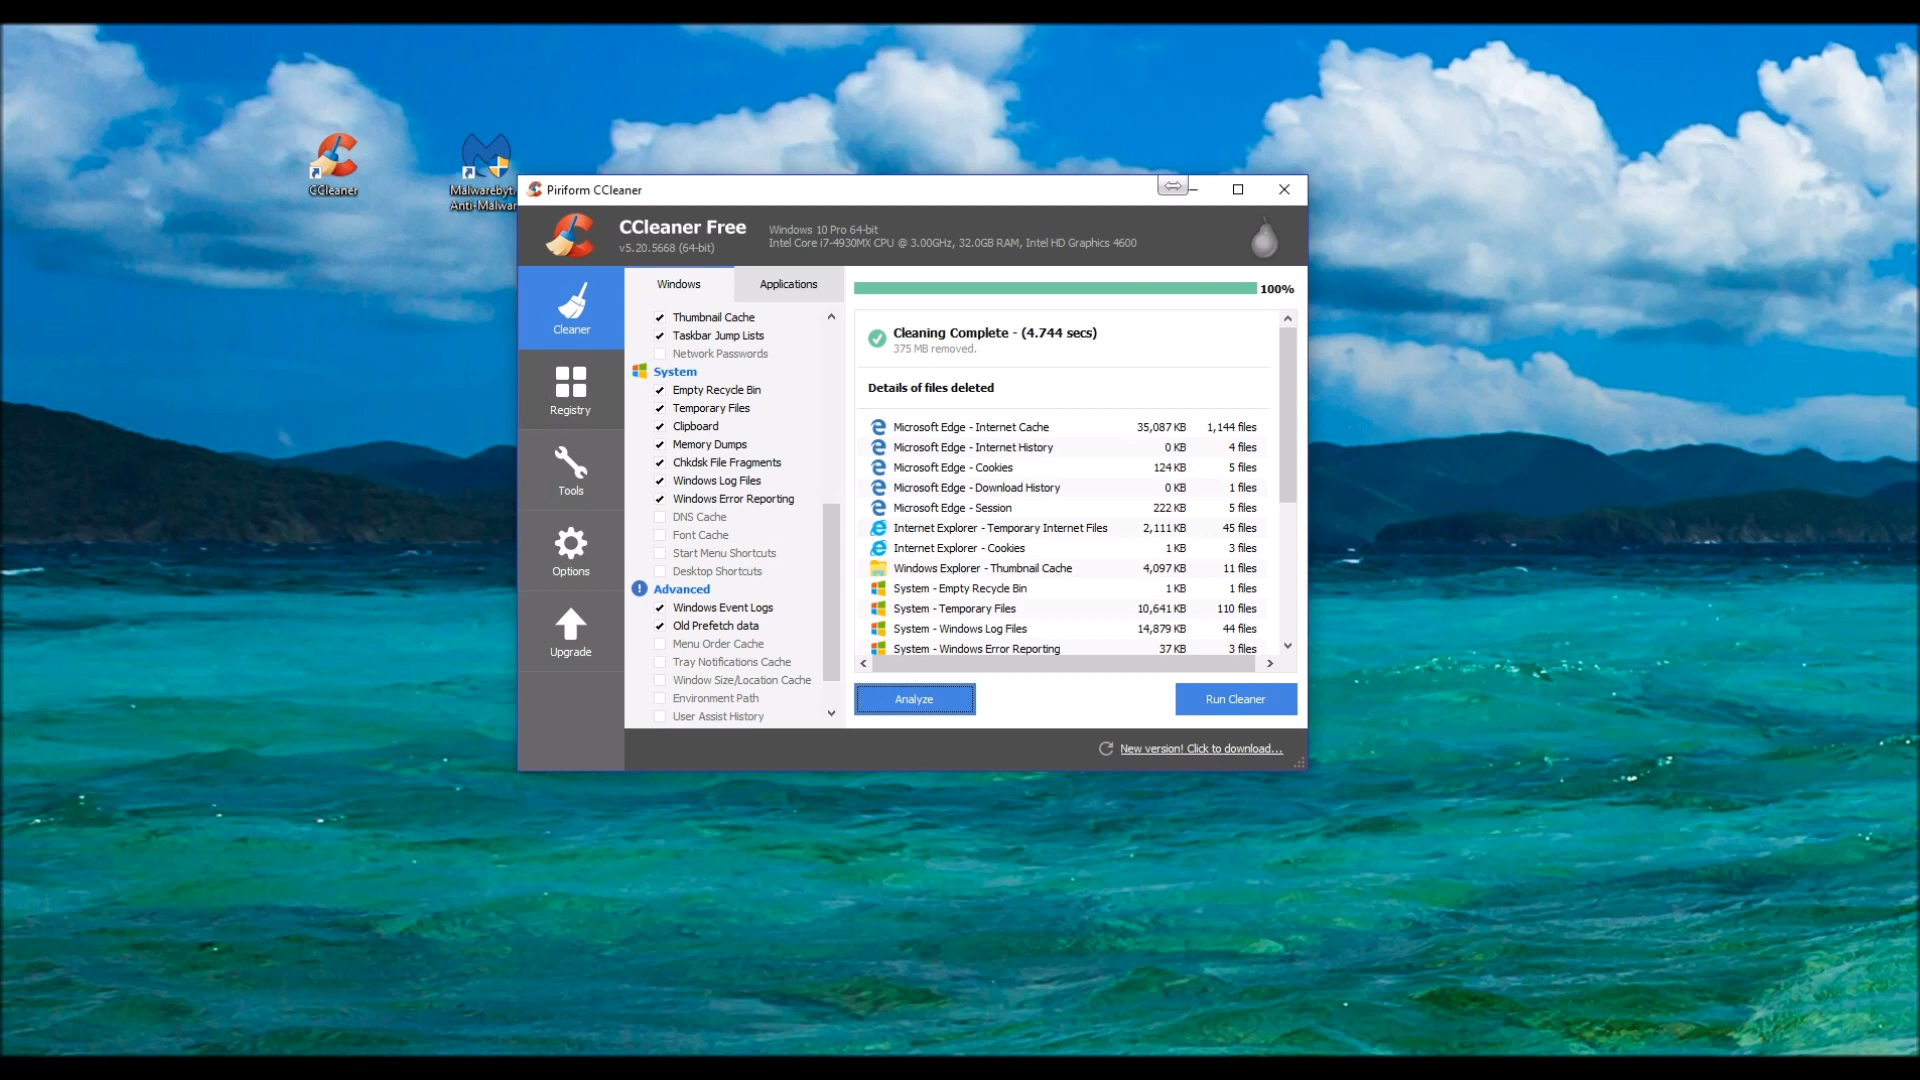 CCleaner
Malwareby
Anti-Malwar
Piriform CCleaner
CCleaner Free
v5.20.5668 (64-bit)
Windows 10 Pro 64-bit
Intel Core i7-4930MX CPU @ 3.00GHz, 32.0GB RAM, Intel HD Graphics 4600
Cleaner
Registry
Tools
Options
Upgrade
Windows
Applications
Thumbnail Cache
Taskbar Jump Lists
Network Passwords
System
Empty Recycle Bin
Temporary Files
Clipboard
Memory Dumps
Chkdsk File Fragments
Windows Log Files
Windows Error Reporting
DNS Cache
Font Cache
Start Menu Shortcuts
Desktop Shortcuts
Advanced
Windows Event Logs
Old Prefetch data
Menu Order Cache
Tray Notifications Cache
Window Size/Location Cache
Environment Path
User Assist History
100%
Cleaning Complete - (4.744 secs)
375 MB removed.
Details of files deleted
Microsoft Edge - Internet Cache 35,087 KB 1,144 files
Microsoft Edge - Internet History 0 KB 4 files
Microsoft Edge - Cookies 124 KB 5 files
Microsoft Edge - Download History 0 KB 1 files
Microsoft Edge - Session 222 KB 5 files
Internet Explorer - Temporary Internet Files 2,111 KB 45 files
Internet Explorer - Cookies 1 KB 3 files
Windows Explorer - Thumbnail Cache 4,097 KB 11 files
System - Empty Recycle Bin 1 KB 1 files
System - Temporary Files 10,641 KB 110 files
System - Windows Log Files 14,879 KB 44 files
System - Windows Error Reporting 37 KB 3 files
Analyze
Run Cleaner
New version! Click to download...